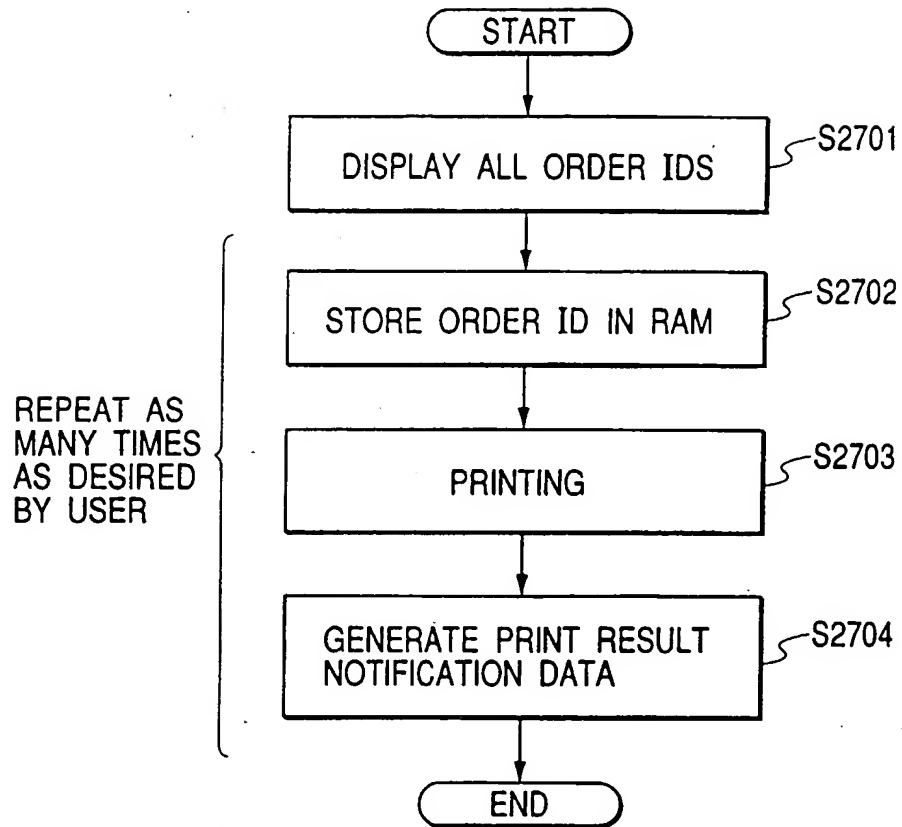 START
DISPLAY ALL ORDER IDS
S2701
STORE ORDER ID IN RAM
S2702
REPEAT AS
MANY TIMES
AS DESIRED
BY USER
PRINTING
S2703
GENERATE PRINT RESULT
NOTIFICATION DATA
S2704
END